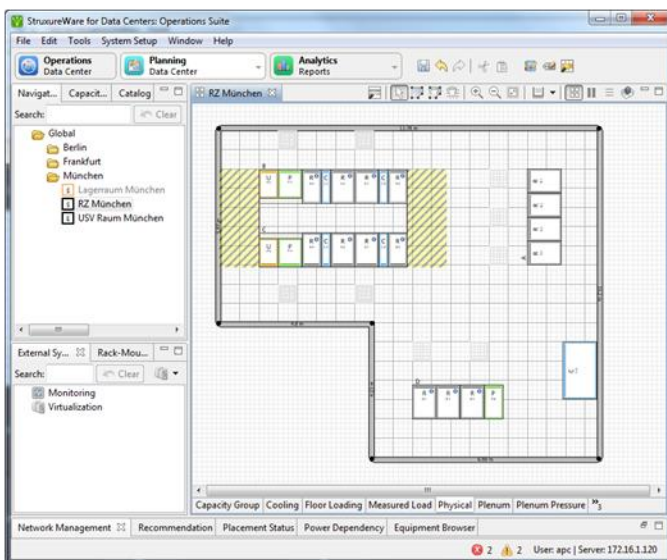 StruxureWare for Data Centers: Operations Suite
File Edit Tools System Setup Window Help
Operations
Data Center
Planning
Data Center
Analytics
Reports
Navigat... Capacit... Catalog
RZ München
Search: Clear
Global
Berlin
Frankfurt
München
Lagerraum München
RZ München
USV Raum München
B
U P R C R R C R
C
U P R C R R C R
A
D
R R R P
External Sy... Rack-Mou...
Search: Clear
Monitoring
Virtualization
Capacity Group Cooling Floor Loading Measured Load Physical Plenum Plenum Pressure »3
Network Management Recommendation Placement Status Power Dependency Equipment Browser
2 2 User: apc | Server: 172.16.1.120